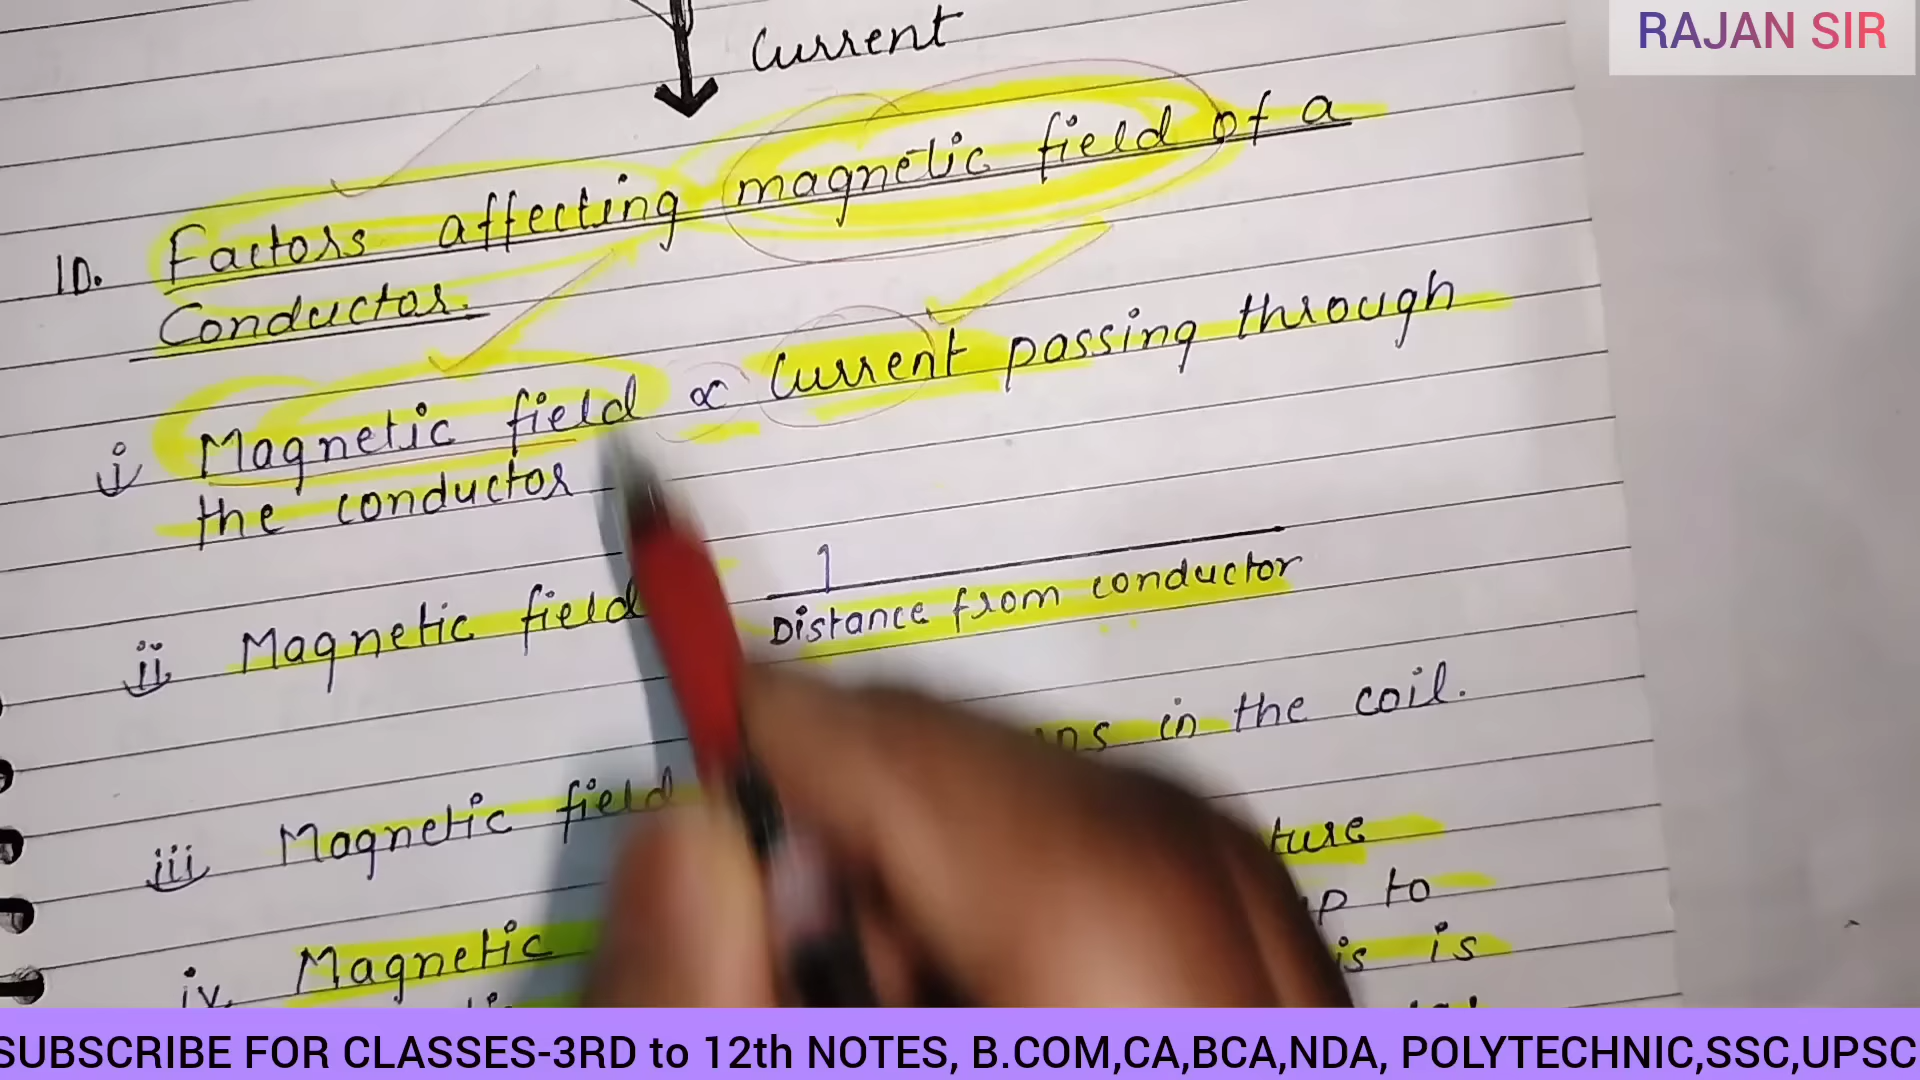 RAJAN SIR
Current
10. Factors affecting magnetic field of a
Conductor.
i Magnetic field ∝ Current passing through
the conductor
ii Magnetic field 1
Distance from conductor
iii Magnetic field in the coil.
iv. Magnetic
to
is is
SUBSCRIBE FOR CLASSES-3RD to 12th NOTES, B.COM,CA,BCA,NDA, POLYTECHNIC,SSC,UPSC